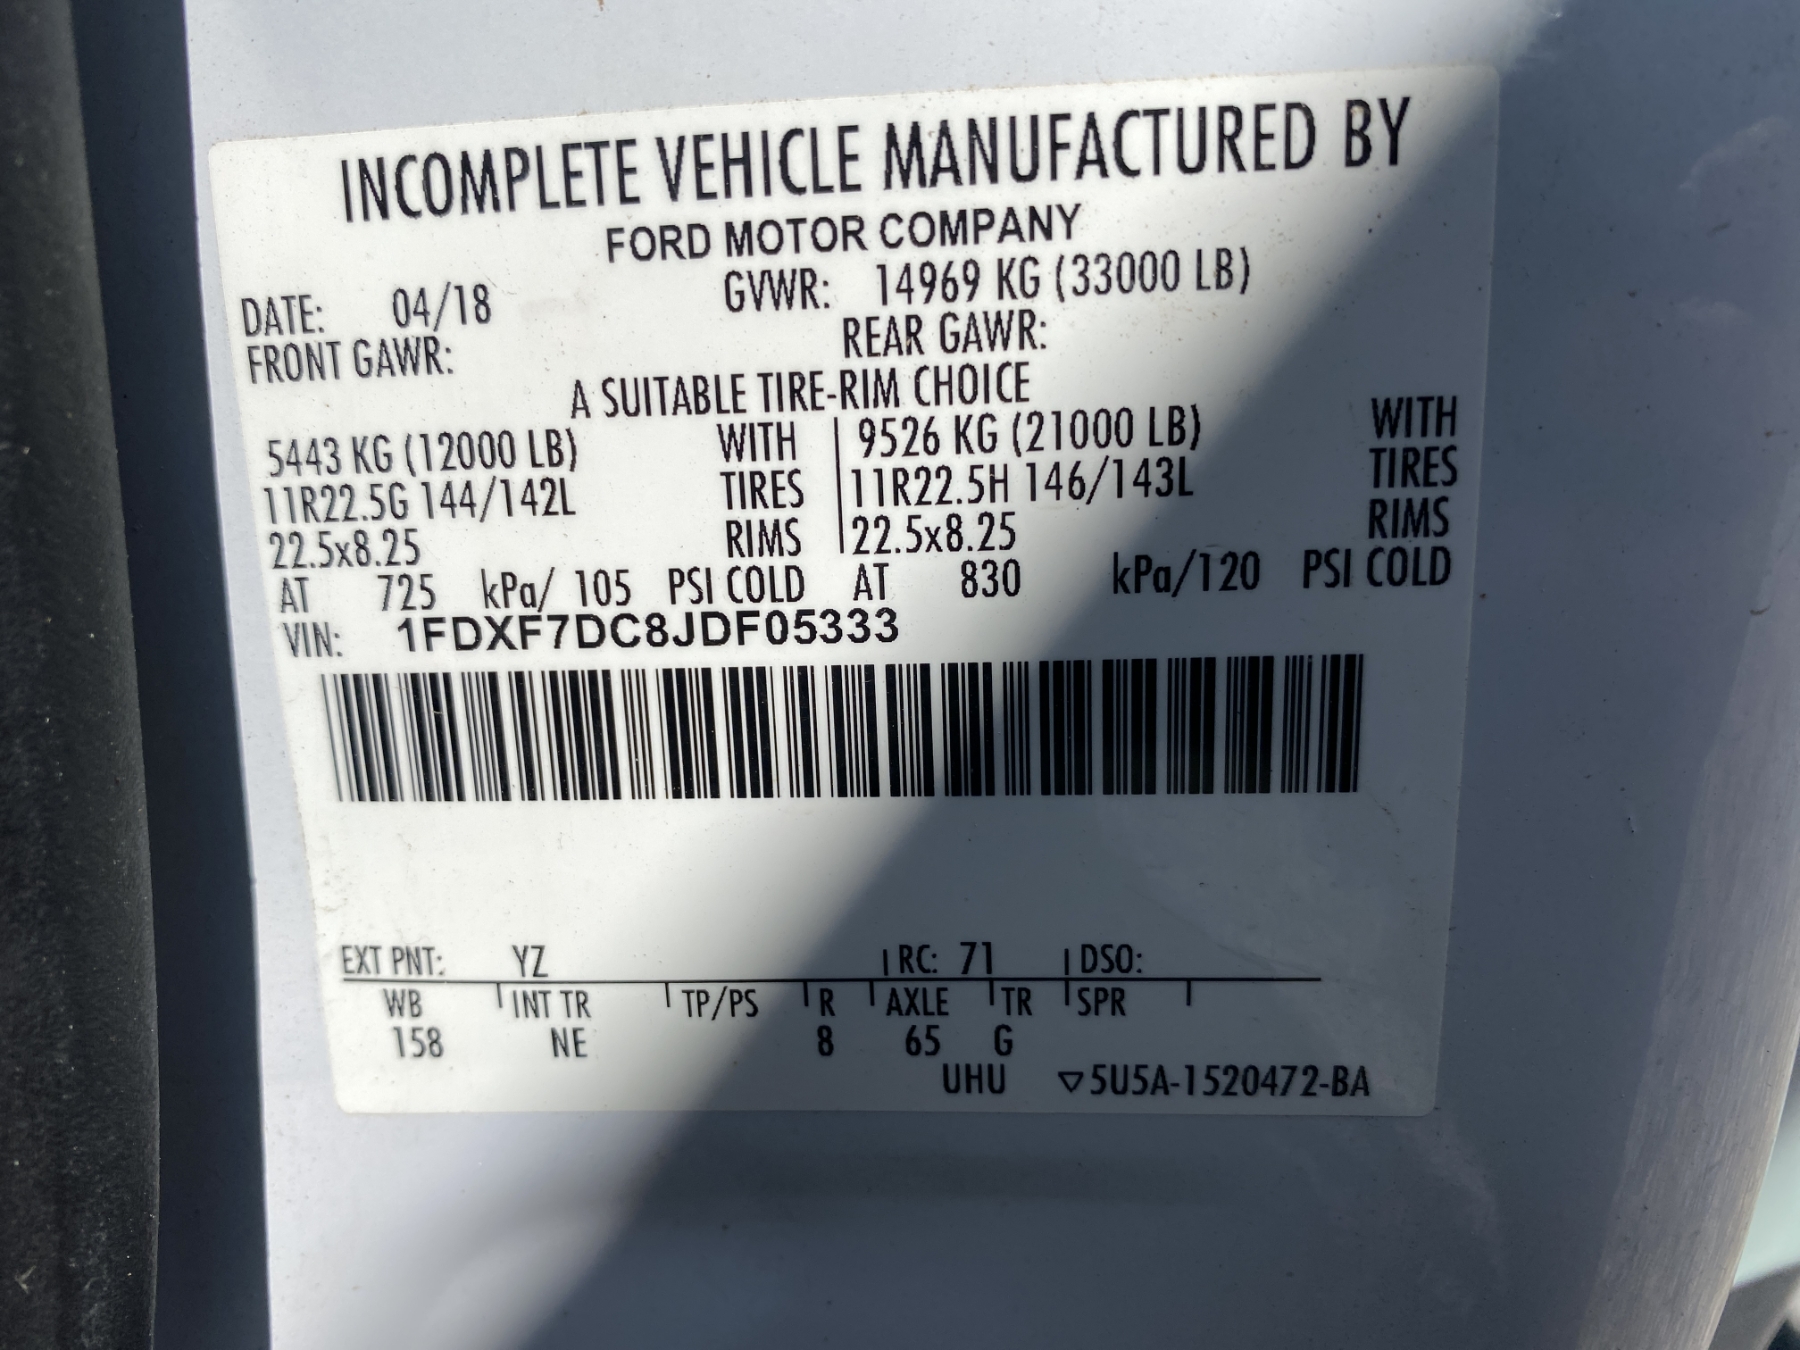 INCOMPLETE VEHICLE MANUFACTURED BY
FORD MOTOR COMPANY
DATE: 04/18 GVWR: 14969 KG (33000 LB)
FRONT GAWR: REAR GAWR:
A SUITABLE TIRE-RIM CHOICE
5443 KG (12000 LB) WITH 9526 KG (21000 LB) WITH
11R22.5G 144/142L TIRES 11R22.5H 146/143L TIRES
22.5x8.25 RIMS 22.5x8.25 RIMS
AT 725 kPa/ 105 PSI COLD AT 830 kPa/120 PSI COLD
VIN: 1FDXF7DC8JDF05333
EXT PNT: YZ RC: 71 DSO:
WB INT TR TP/PS R AXLE TR SPR
158 NE 8 65 G
UHU ▽5U5A-1520472-BA